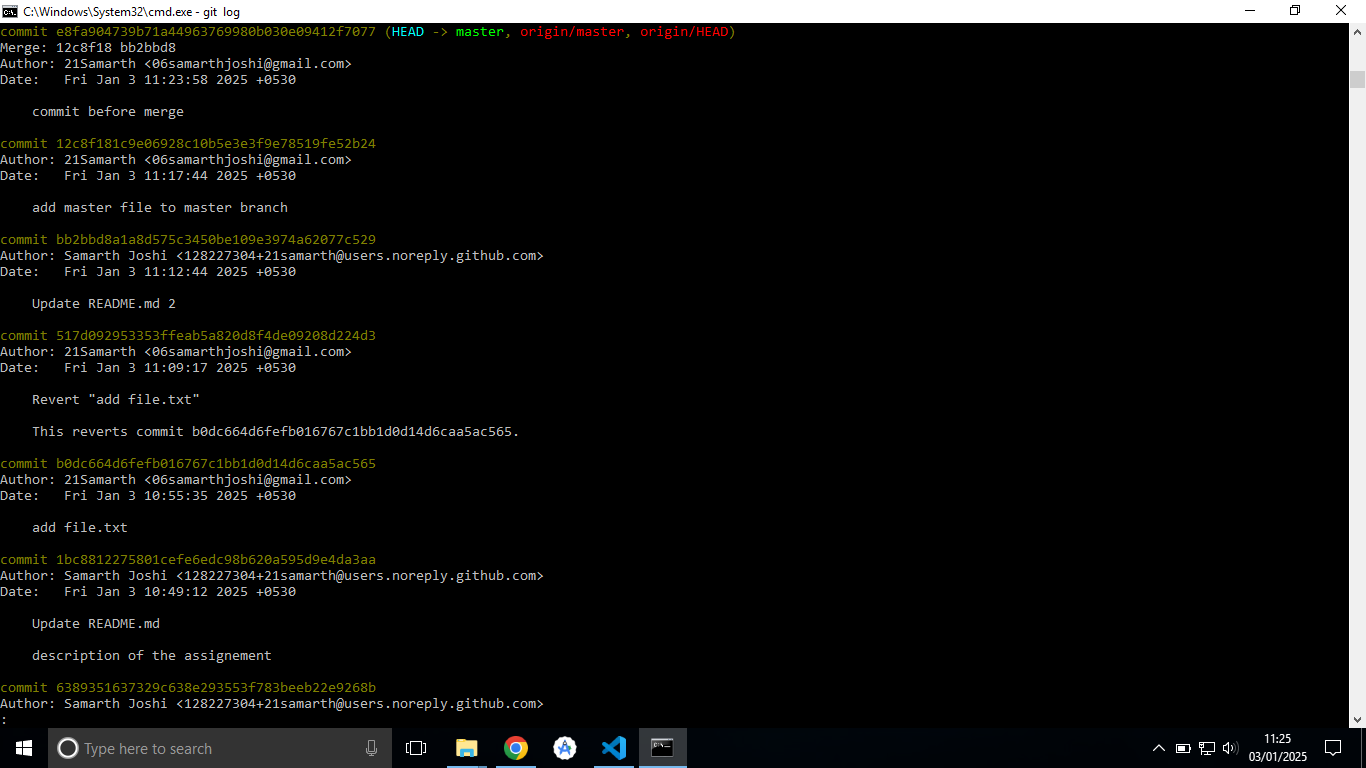 C:\Windows\System32\cmd.exe - git log
commit e8fa904739b71a44963769980b030e09412f7077 (HEAD -> master, origin/master, origin/HEAD)
Merge: 12c8f18 bb2bbd8
Author: 21Samarth <06samarthjoshi@gmail.com>
Date:   Fri Jan 3 11:23:58 2025 +0530
    commit before merge
commit 12c8f181c9e06928c10b5e3e3f9e78519fe52b24
Author: 21Samarth <06samarthjoshi@gmail.com>
Date:   Fri Jan 3 11:17:44 2025 +0530
    add master file to master branch
commit bb2bbd8a1a8d575c3450be109e3974a62077c529
Author: Samarth Joshi <128227304+21samarth@users.noreply.github.com>
Date:   Fri Jan 3 11:12:44 2025 +0530
    Update README.md 2
commit 517d092953353ffeab5a820d8f4de09208d224d3
Author: 21Samarth <06samarthjoshi@gmail.com>
Date:   Fri Jan 3 11:09:17 2025 +0530
    Revert "add file.txt"
    This reverts commit b0dc664d6fefb016767c1bb1d0d14d6caa5ac565.
commit b0dc664d6fefb016767c1bb1d0d14d6caa5ac565
Author: 21Samarth <06samarthjoshi@gmail.com>
Date:   Fri Jan 3 10:55:35 2025 +0530
    add file.txt
commit 1bc8812275801cefe6edc98b620a595d9e4da3aa
Author: Samarth Joshi <128227304+21samarth@users.noreply.github.com>
Date:   Fri Jan 3 10:49:12 2025 +0530
    Update README.md
    description of the assignement
commit 6389351637329c638e293553f783beeb22e9268b
Author: Samarth Joshi <128227304+21samarth@users.noreply.github.com>
:
Type here to search
11:25
03/01/2025